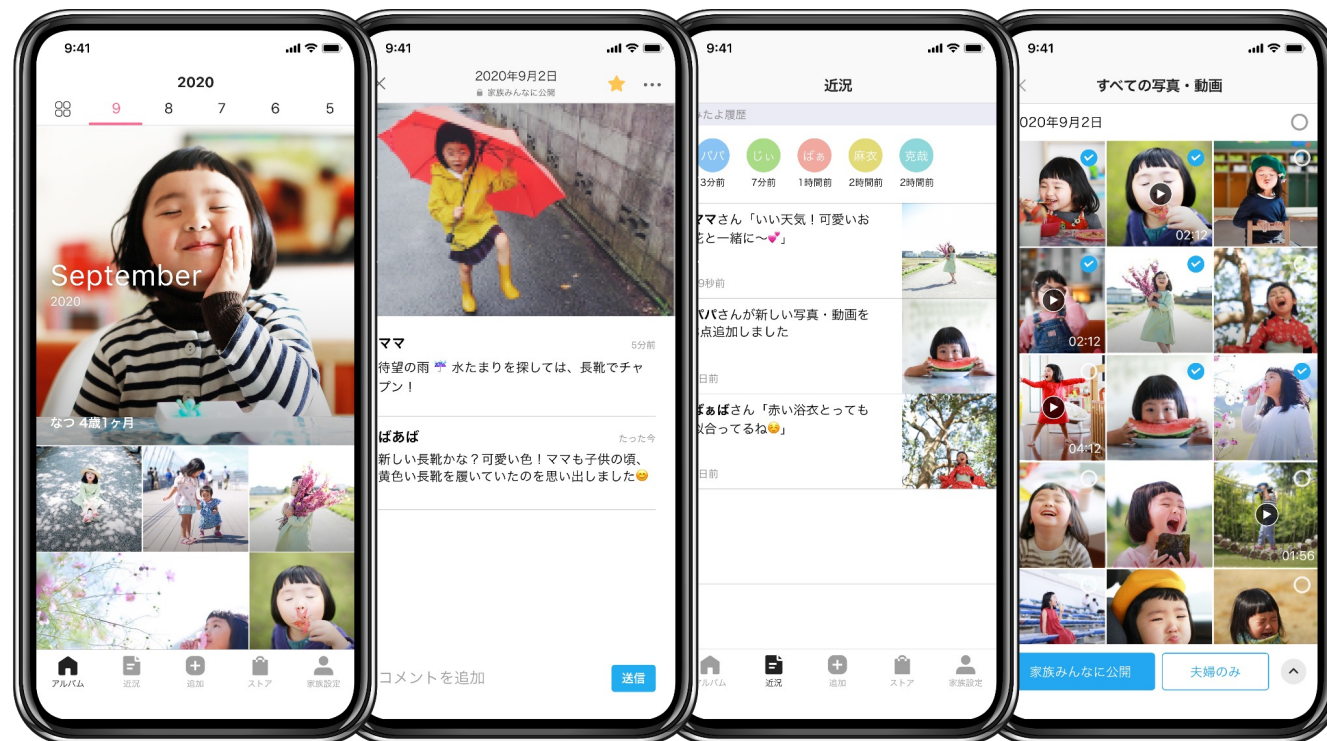 9:41
2020
9 8 7 6 5
September
2020
なつ 4歳1ヶ月
アルバム 近況 追加 ストア 家族設定
9:41
2020年9月2日
家族みんなに公開
ママ 5分前
待望の雨☔ 水たまりを探しては、長靴でチャ
プン！
ばあば たった今
新しい長靴かな？可愛い色！ママも子供の頃、
黄色い長靴を履いていたのを思い出しました😊
コメントを追加 送信
9:41
近況
たよ履歴
パパ じぃ ばぁ 麻衣 克哉
3分前 7分前 1時間前 2時間前 2時間前
ママさん「いい天気！可愛いお
花と一緒に〜💕」
9秒前
パパさんが新しい写真・動画を
点追加しました
日前
ばぁばさん「赤い浴衣とっても
似合ってるね☺️」
日前
アルバム 近況 追加 ストア 家族設定
9:41
すべての写真・動画
020年9月2日
02:12
02:12
04:12
01:56
家族みんなに公開 夫婦のみ